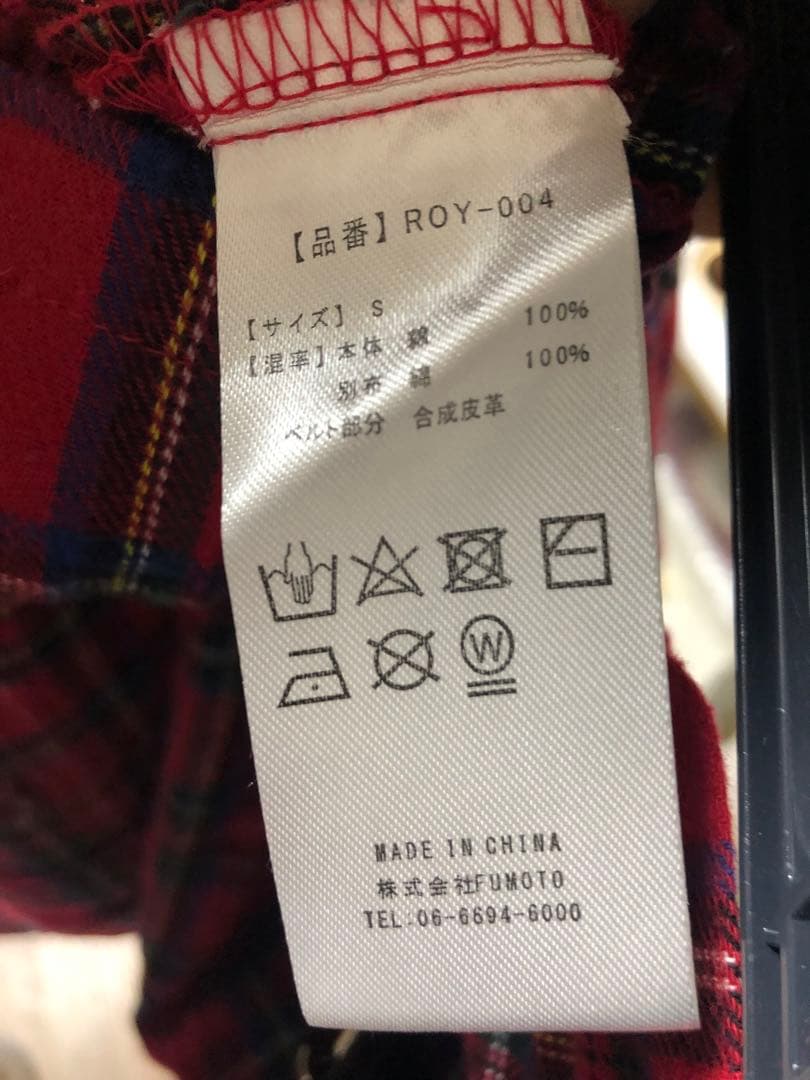 【品番】ROY-004
【サイズ】 S
【混率】本体 綿 100%
別布 綿 100%
ベルト部分 合成皮革
W
MADE IN CHINA
株式会社FUMOTO
TEL:06-6694-6000